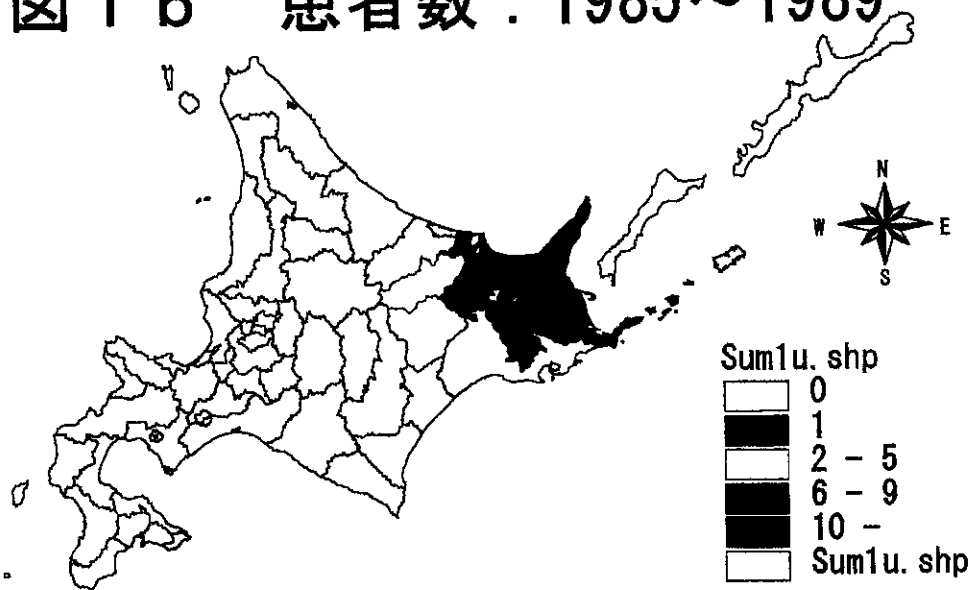 図１ｂ 患者数：1985～1989
N
W E
S
Sum1u.shp
0
1
2 - 5
6 - 9
10 -
Sum1u.shp